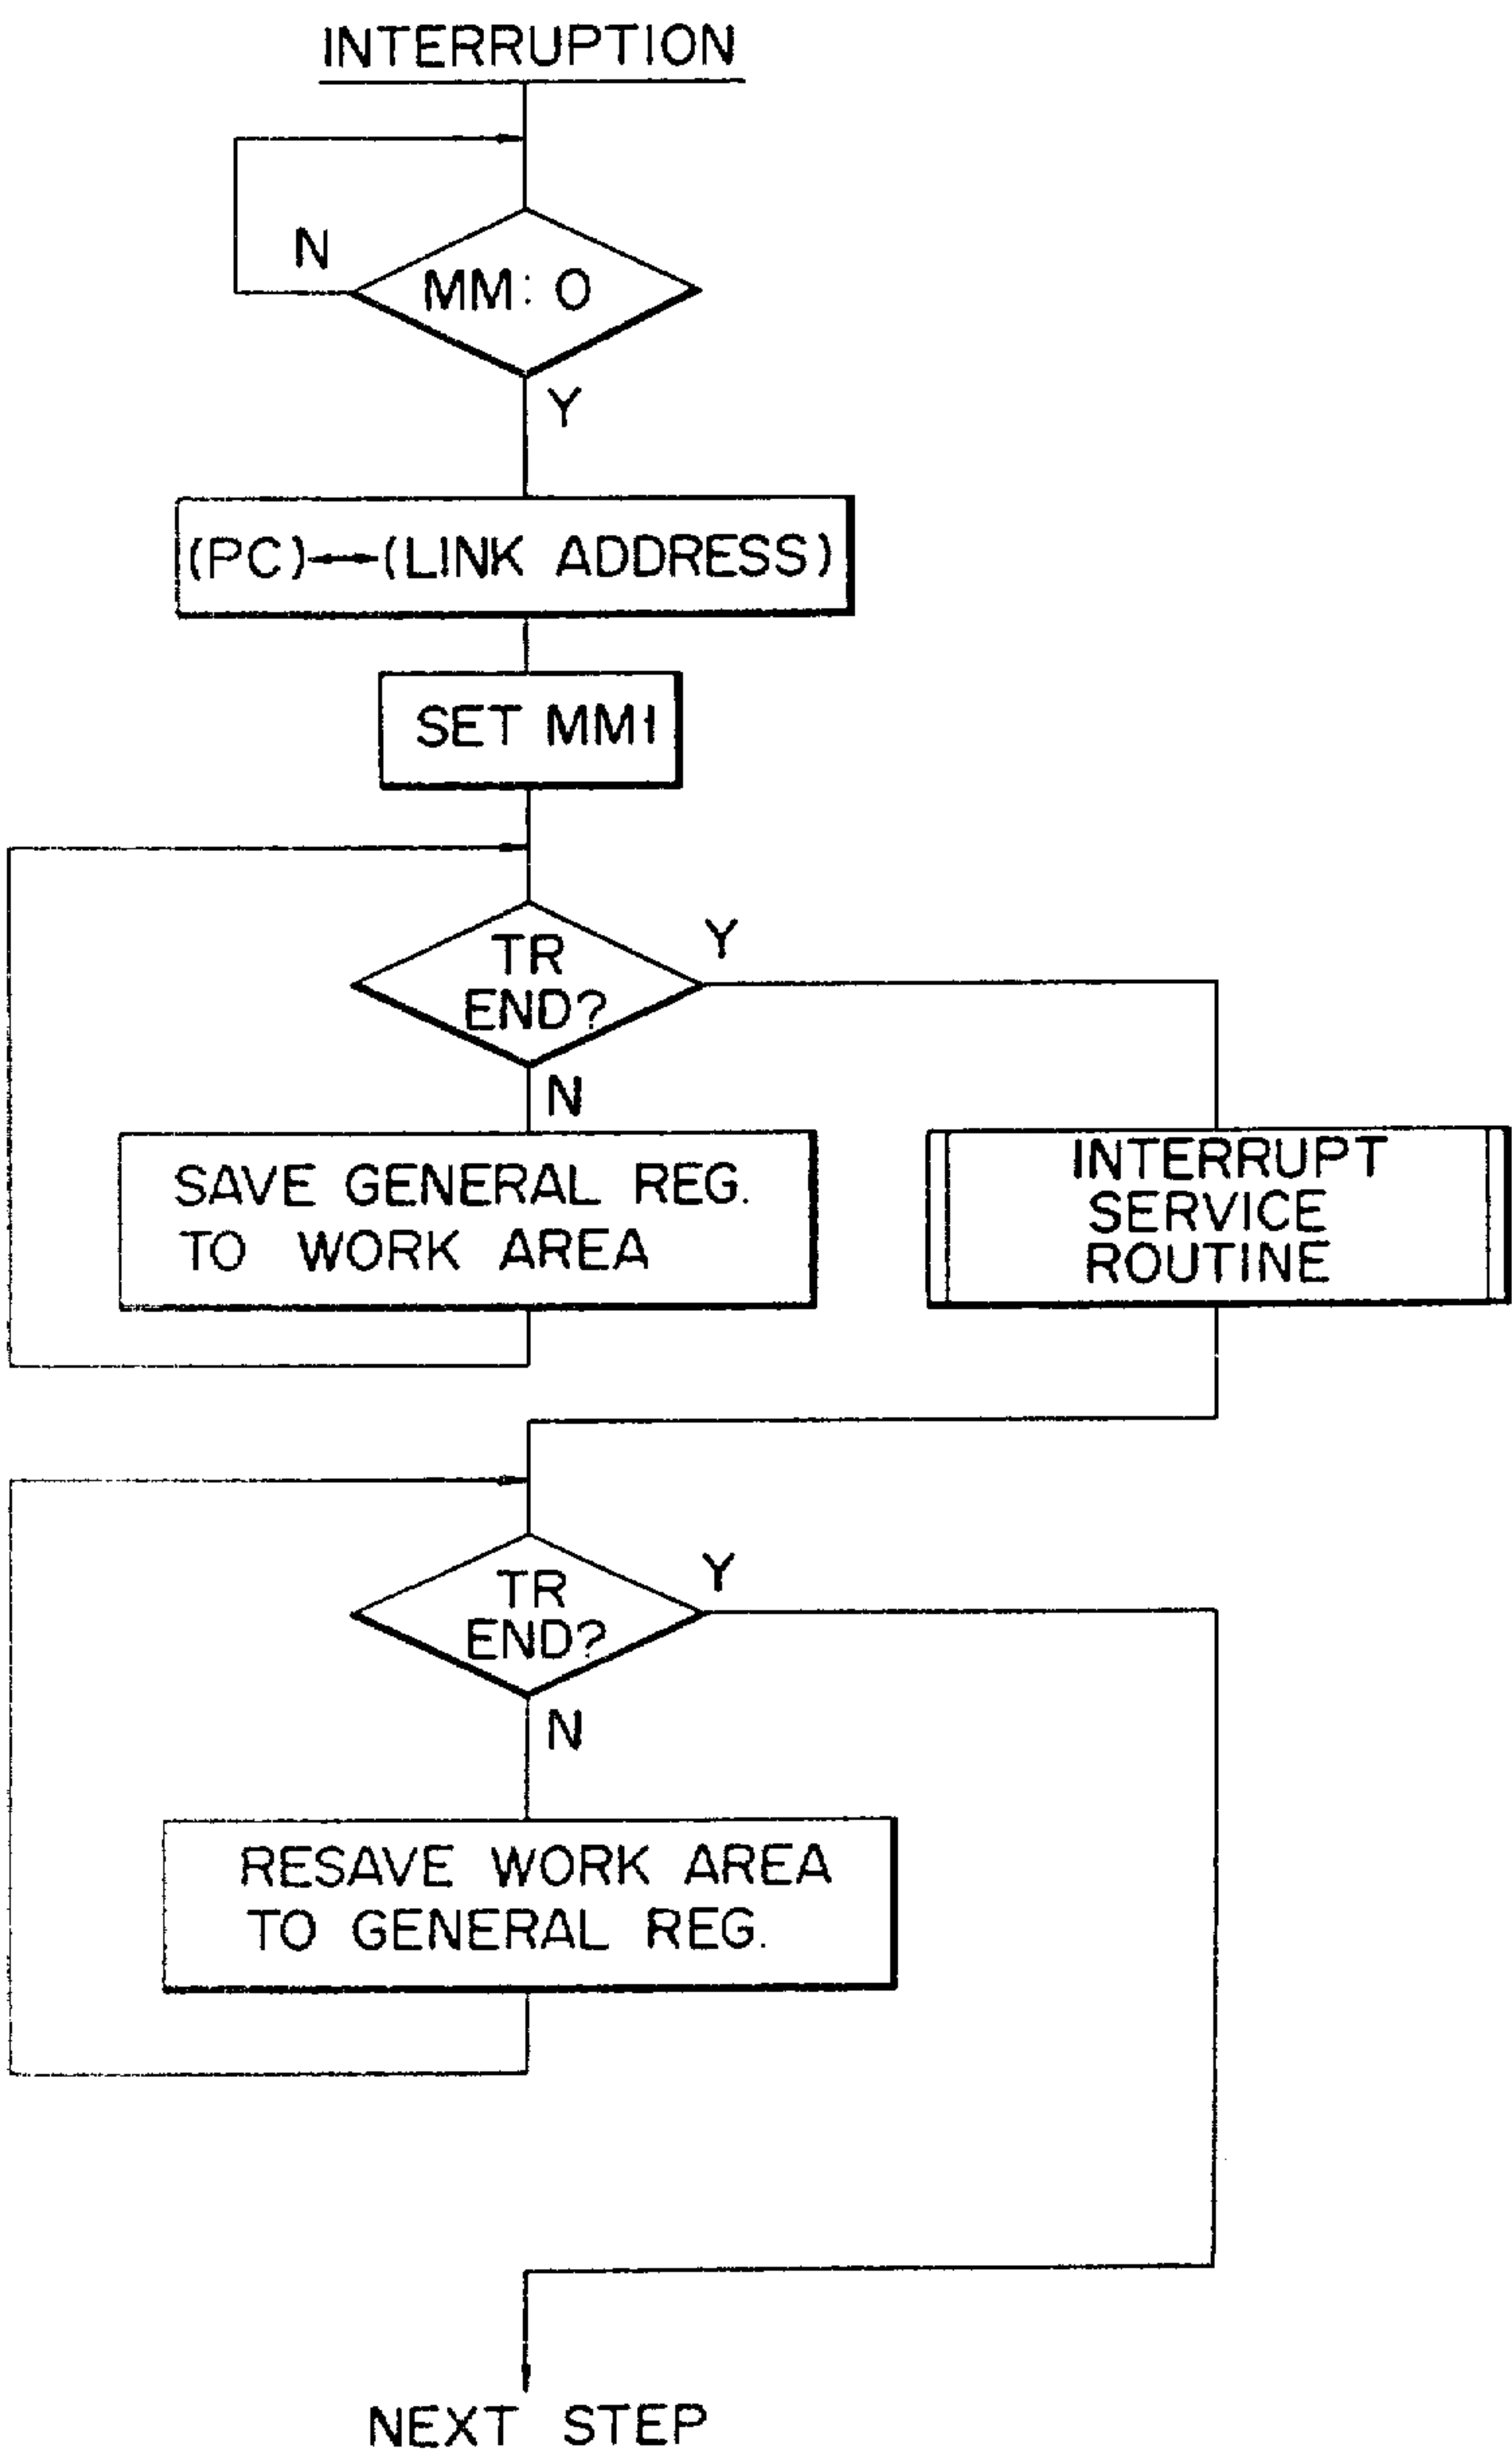 INTERRUPTION
N
MM: 0
Y
(PC)↔(LINK ADDRESS)
SET MM1
TR
END?
Y
N
SAVE GENERAL REG.
TO WORK AREA
INTERRUPT
SERVICE
ROUTINE
TR
END?
Y
N
RESAVE WORK AREA
TO GENERAL REG.
NEXT STEP